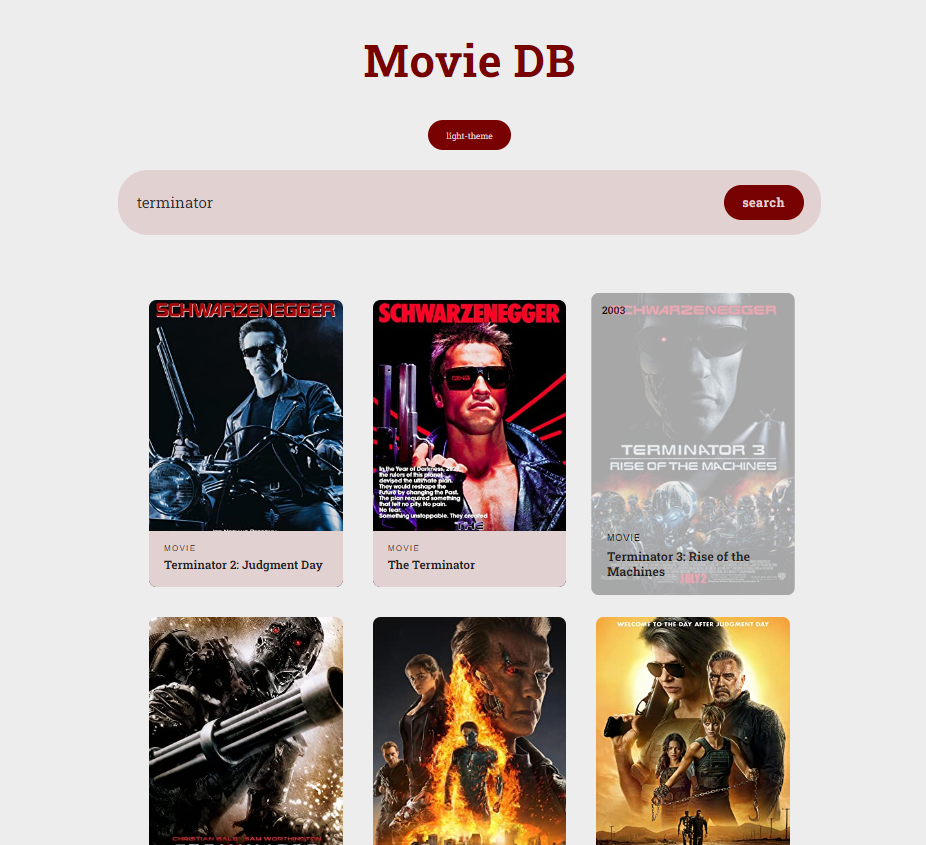 Movie DB
light-theme
terminator
search
SCHWARZENEGGER
SCHWARZENEGGER
2003
In the Year of Darkness,
the rulers of this planet
devised the ultimate plan.
They would reshape the
Future by changing the Past.
The plan required something
that felt no pity. No pain.
No fear.
Something unstoppable. They created
THE
TERMINATOR 3
RISE OF THE MACHINES
MOVIE
Terminator 2: Judgment Day
MOVIE
The Terminator
MOVIE
Terminator 3: Rise of the
Machines
JULY 2
WELCOME TO THE DAY AFTER JUDGMENT DAY
CHRISTIAN BALE SAM WORTHINGTON